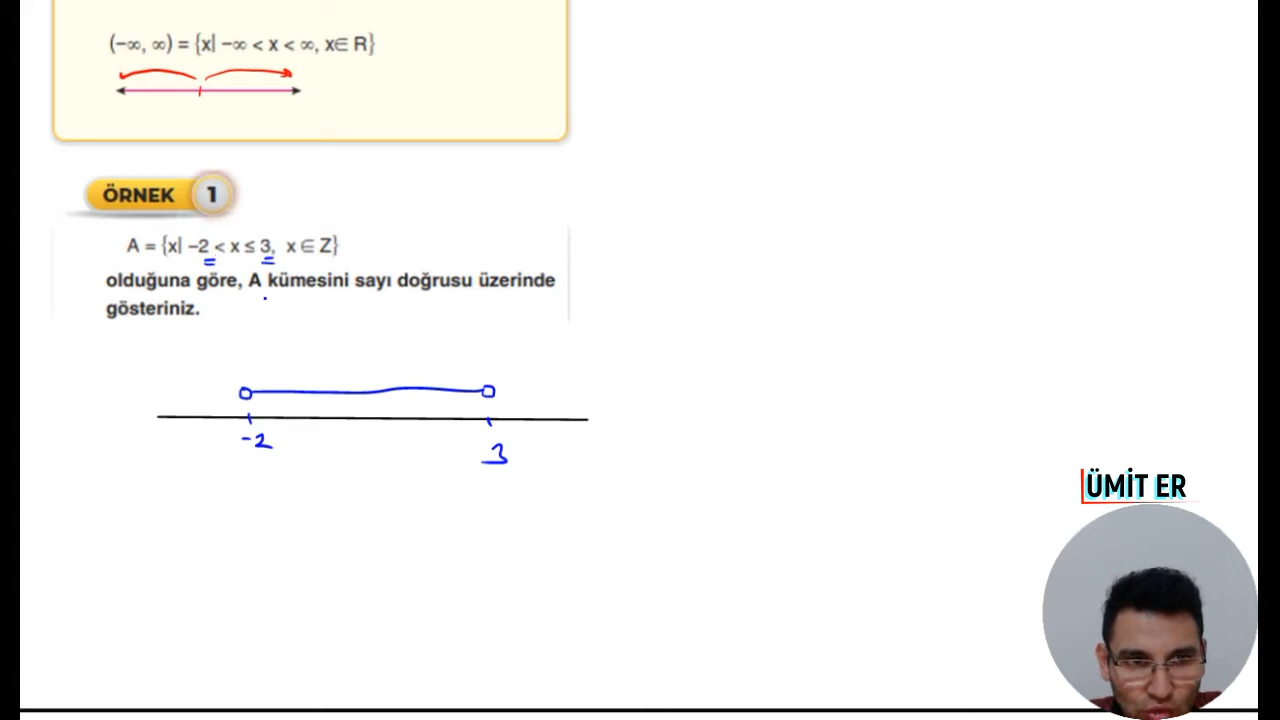 (−∞, ∞) = {x| −∞ < x < ∞, x∈ R}
ÖRNEK 1
A = {x| −2 < x ≤ 3, x ∈ Z}
olduğuna göre, A kümesini sayı doğrusu üzerinde
gösteriniz.
-2 3
ÜMİT ER